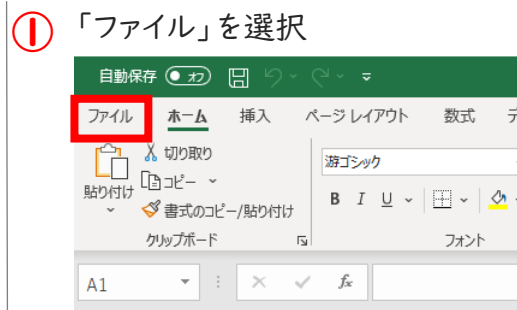 ① 「ファイル」を選択
自動保存 オフ
ファイル ホーム 挿入 ページ レイアウト 数式
切り取り
コピー
貼り付け
書式のコピー/貼り付け
游ゴシック
B I U
クリップボード フォント
A1 fx